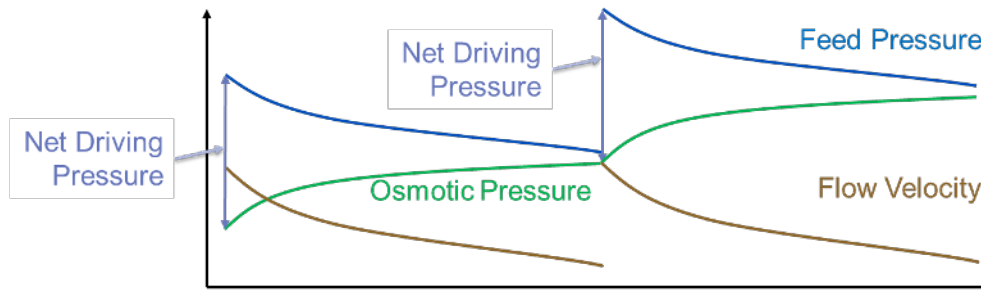 Feed Pressure
Net Driving
Pressure
Net Driving
Pressure
Osmotic Pressure
Flow Velocity